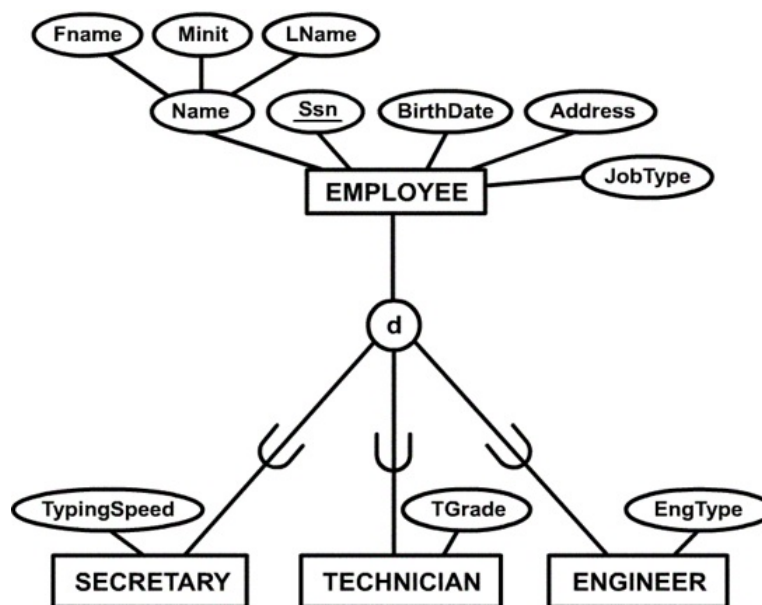 Fname
Minit
LName
Name
Ssn
BirthDate
Address
EMPLOYEE
JobType
d
TypingSpeed
TGrade
EngType
SECRETARY
TECHNICIAN
ENGINEER